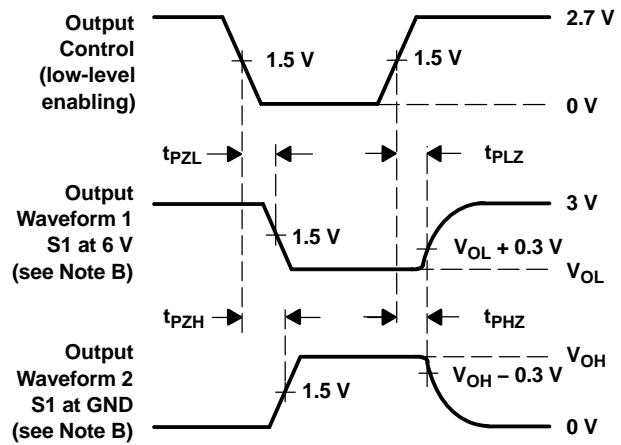 Output
Control
(low-level
enabling)
1.5 V
1.5 V
2.7 V
0 V
tPZL
tPLZ
Output
Waveform 1
S1 at 6 V
(see Note B)
1.5 V
3 V
VOL + 0.3 V
VOL
tPZH
tPHZ
Output
Waveform 2
S1 at GND
(see Note B)
1.5 V
VOH
VOH − 0.3 V
0 V